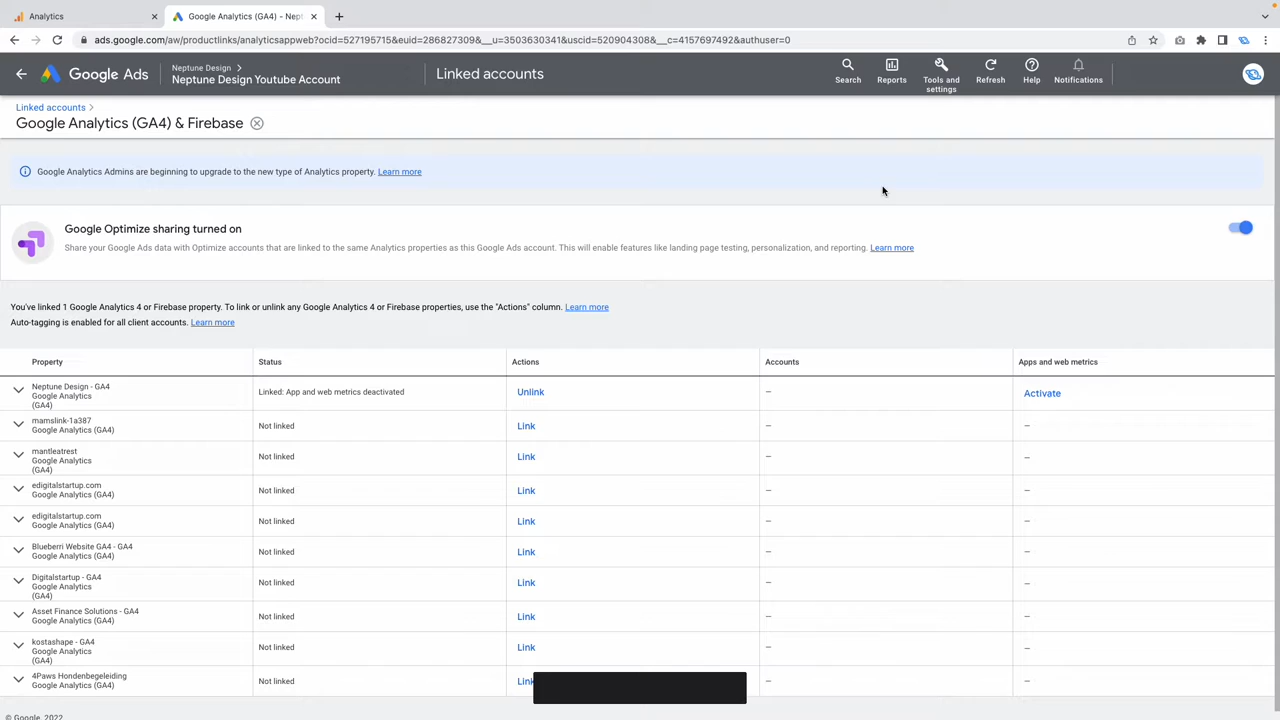 Analytics
Google Analytics (GA4) - Nept
ads.google.com/aw/productlinks/analyticsappweb?ocid=527195715&euid=286827309&__u=3503630341&uscid=520904308&__c=4157697492&authuser=0
Google Ads
Neptune Design
Neptune Design Youtube Account
Linked accounts
Search
Reports
Tools and
settings
Refresh
Help
Notifications
Linked accounts
Google Analytics (GA4) & Firebase
Google Analytics Admins are beginning to upgrade to the new type of Analytics property. Learn more
Google Optimize sharing turned on
Share your Google Ads data with Optimize accounts that are linked to the same Analytics properties as this Google Ads account. This will enable features like landing page testing, personalization, and reporting. Learn more
You've linked 1 Google Analytics 4 or Firebase property. To link or unlink any Google Analytics 4 or Firebase properties, use the "Actions" column. Learn more
Auto-tagging is enabled for all client accounts. Learn more
Property Status Actions Accounts Apps and web metrics
Neptune Design - GA4
Google Analytics
(GA4)
Linked: App and web metrics deactivated
Unlink
–
Activate
mamslink-1a387
Google Analytics (GA4)
Not linked
Link
–
–
mantleatrest
Google Analytics
(GA4)
Not linked
Link
–
–
edigitalstartup.com
Google Analytics (GA4)
Not linked
Link
–
–
edigitalstartup.com
Google Analytics (GA4)
Not linked
Link
–
–
Blueberri Website GA4 - GA4
Google Analytics (GA4)
Not linked
Link
–
–
Digitalstartup - GA4
Google Analytics
(GA4)
Not linked
Link
–
–
Asset Finance Solutions - GA4
Google Analytics (GA4)
Not linked
Link
–
–
kostashape - GA4
Google Analytics
(GA4)
Not linked
Link
–
–
4Paws Hondenbegeleiding
Google Analytics (GA4)
Not linked
Link
–
–
© Google, 2022